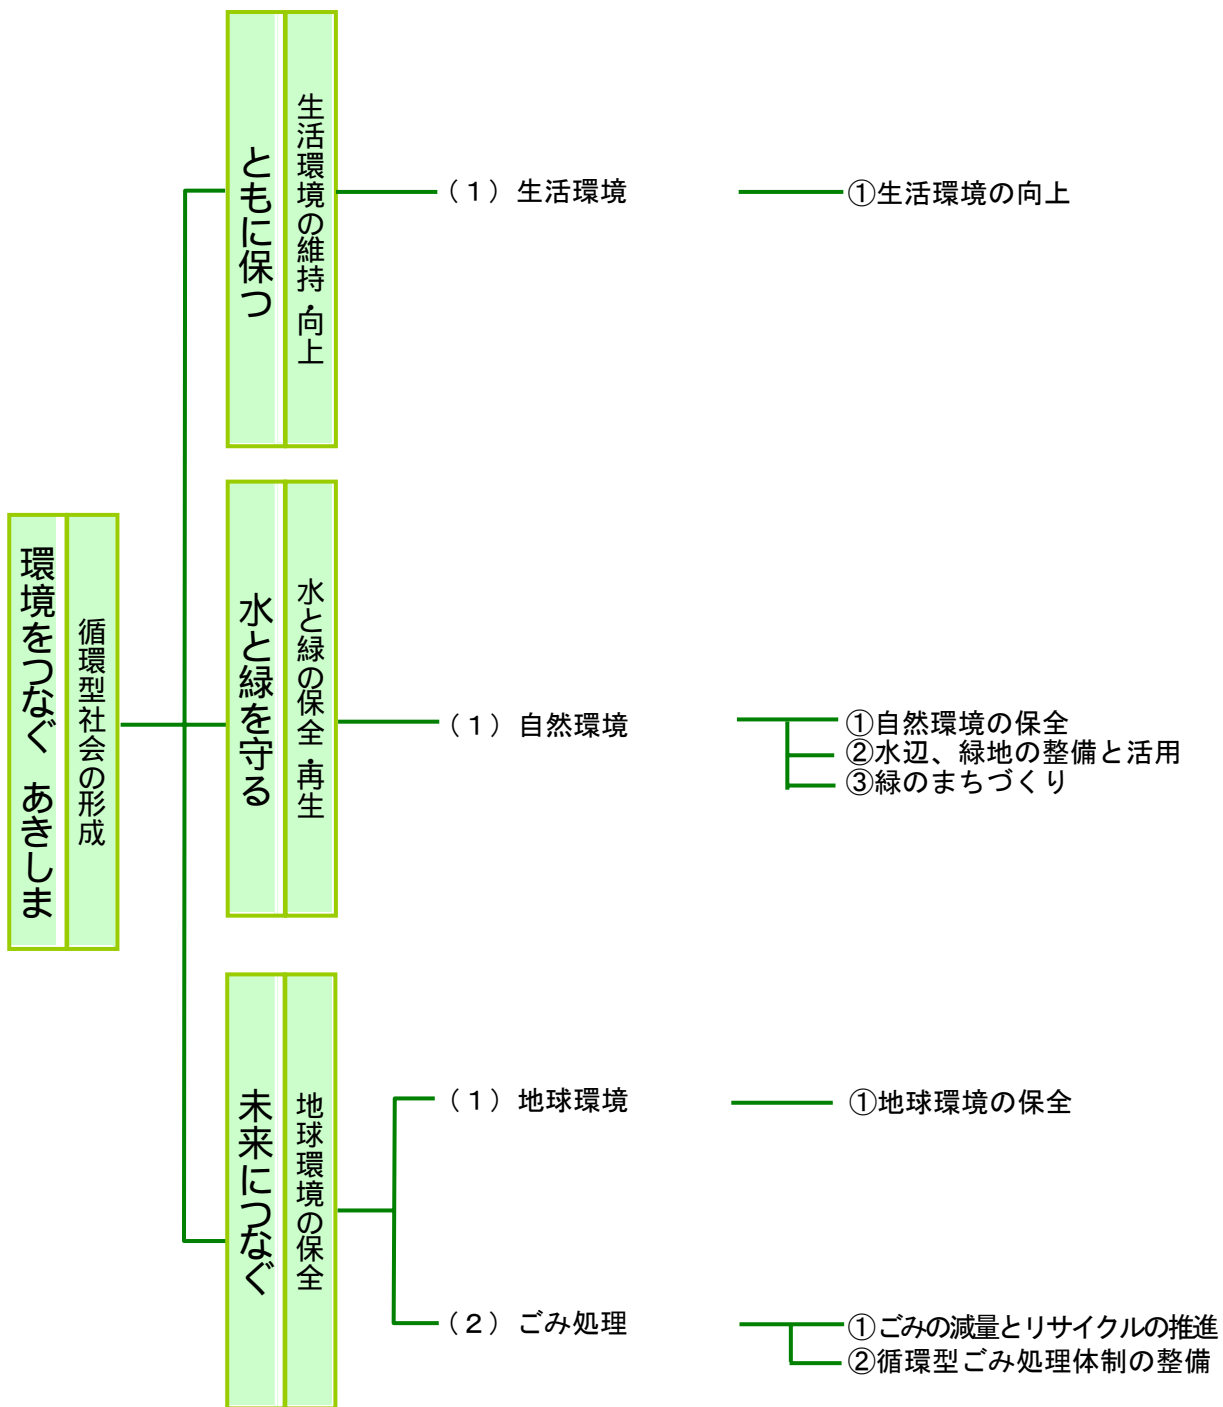 環境をつなぐ あきしま
循環型社会の形成
ともに保つ
生活環境の維持・向上
(1) 生活環境
①生活環境の向上
水と緑を守る
水と緑の保全・再生
(1) 自然環境
①自然環境の保全
②水辺、緑地の整備と活用
③緑のまちづくり
未来につなぐ
地球環境の保全
(1) 地球環境
①地球環境の保全
(2) ごみ処理
①ごみの減量とリサイクルの推進
②循環型ごみ処理体制の整備